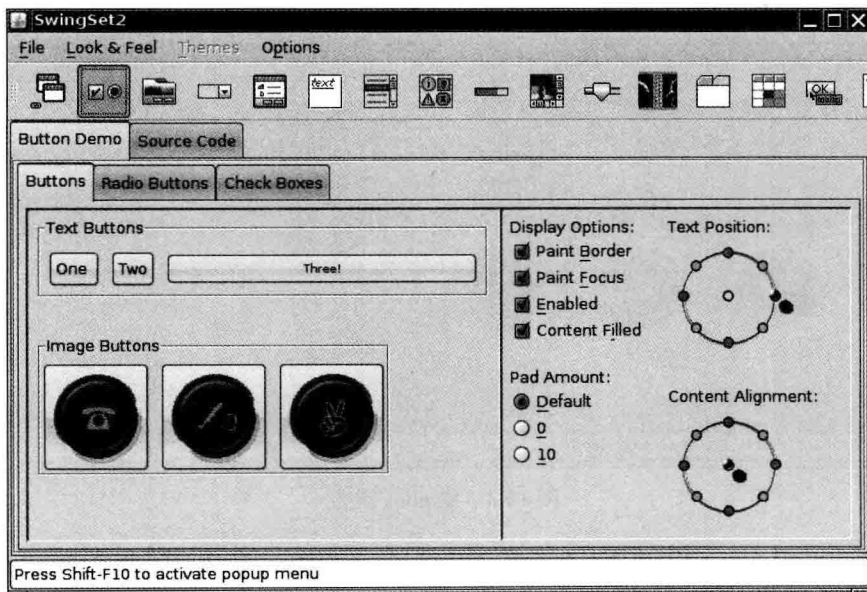 SwingSet2
File Look & Feel Themes Options
text
OK
Button Demo Source Code
Buttons Radio Buttons Check Boxes
Text Buttons
One Two Three!
Image Buttons
Display Options:
Paint Border
Paint Focus
Enabled
Content Filled
Text Position:
Pad Amount:
Default
0
10
Content Alignment:
Press Shift-F10 to activate popup menu